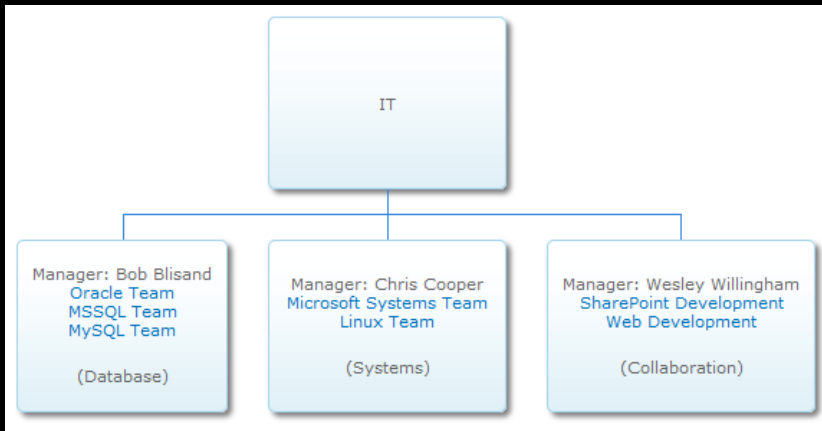 IT
Manager: Bob Blisand
Oracle Team
MSSQL Team
MySQL Team
(Database)
Manager: Chris Cooper
Microsoft Systems Team
Linux Team
(Systems)
Manager: Wesley Willingham
SharePoint Development
Web Development
(Collaboration)